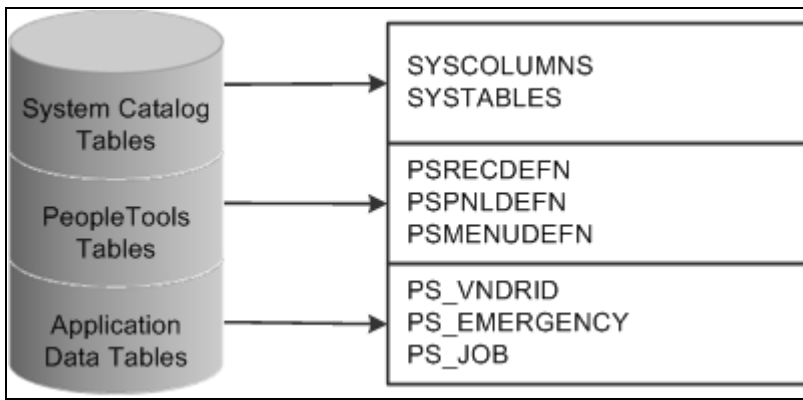 System Catalog
Tables
SYSCOLUMNS
SYSTABLES
PeopleTools
Tables
PSRECDEFN
PSPNLDEFN
PSMENUDEFN
Application
Data Tables
PS_VNDRID
PS_EMERGENCY
PS_JOB